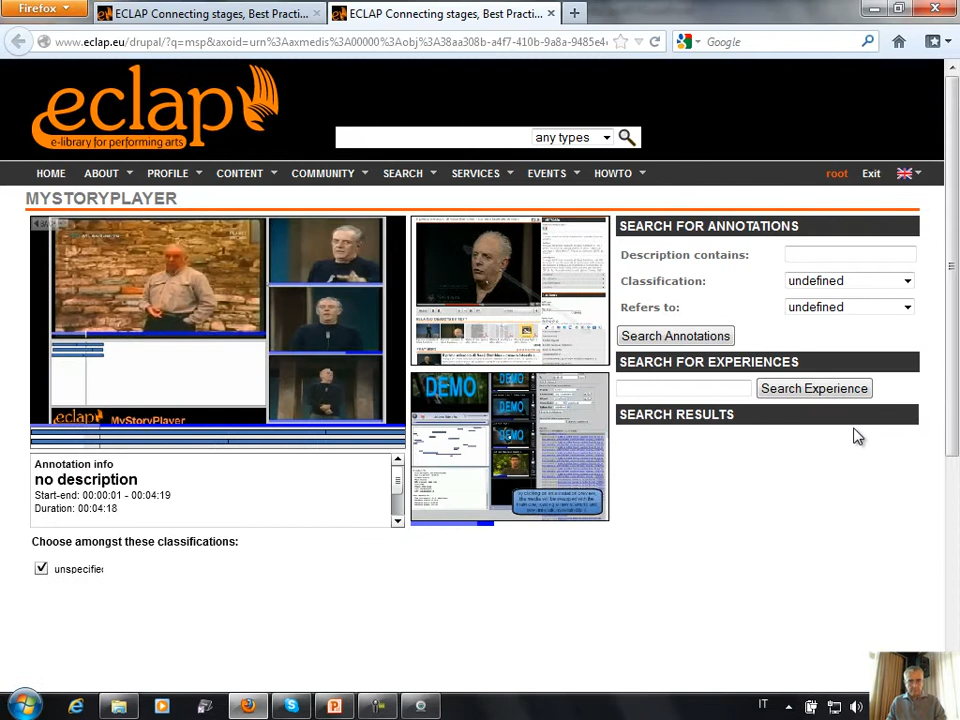 Firefox
ECLAP Connecting stages, Best Practi...
ECLAP Connecting stages, Best Practi...
www.eclap.eu/drupal/?q=msp&axoid=urn%3Aaxmedis%3A00000%3Aobj%3A38aa308b-a4f7-410b-9a8a-9485e4
Google
eclap
e-library for performing arts
any types
HOME ABOUT PROFILE CONTENT COMMUNITY SEARCH SERVICES EVENTS HOWTO root Exit
MYSTORYPLAYER
eclap MyStoryPlayer
DEMO
DEMO
DEMO
DEMO
SEARCH FOR ANNOTATIONS
Description contains:
Classification: undefined
Refers to: undefined
Search Annotations
SEARCH FOR EXPERIENCES
Search Experience
SEARCH RESULTS
Annotation info
no description
Start-end: 00:00:01 - 00:04:19
Duration: 00:04:18
Choose amongst these classifications:
unspecified
IT